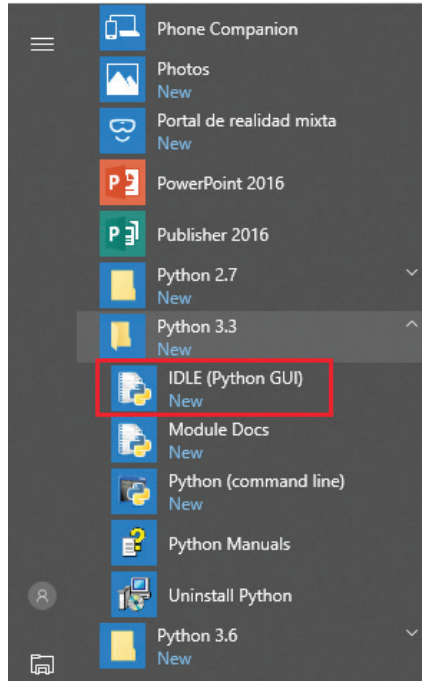 Phone Companion
Photos
New
Portal de realidad mixta
New
PowerPoint 2016
Publisher 2016
Python 2.7
New
Python 3.3
New
IDLE (Python GUI)
New
Module Docs
New
Python (command line)
New
Python Manuals
Uninstall Python
Python 3.6
New